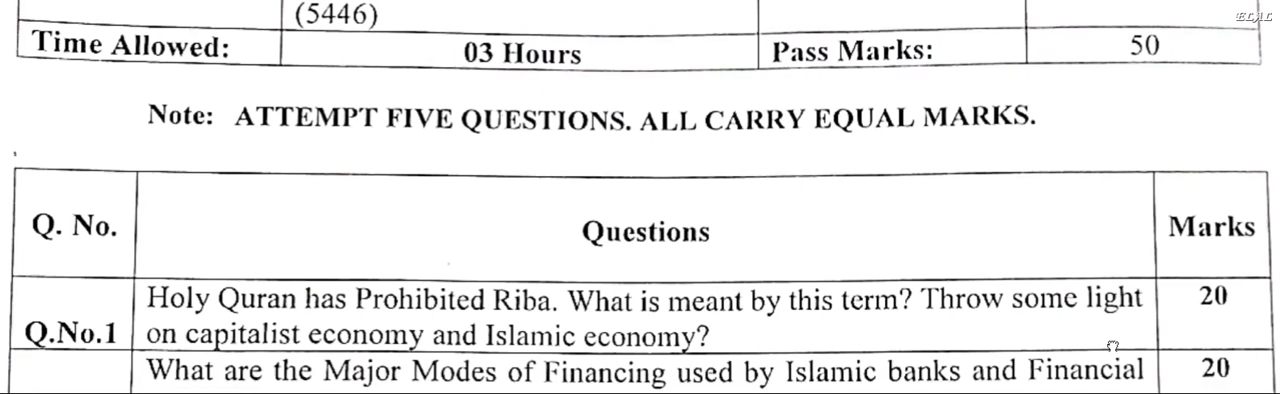 (5446)
ELAL
Time Allowed: 03 Hours Pass Marks: 50
Note: ATTEMPT FIVE QUESTIONS. ALL CARRY EQUAL MARKS.
Q. No. Questions Marks
Holy Quran has Prohibited Riba. What is meant by this term? Throw some light 20
Q.No.1 on capitalist economy and Islamic economy?
What are the Major Modes of Financing used by Islamic banks and Financial 20